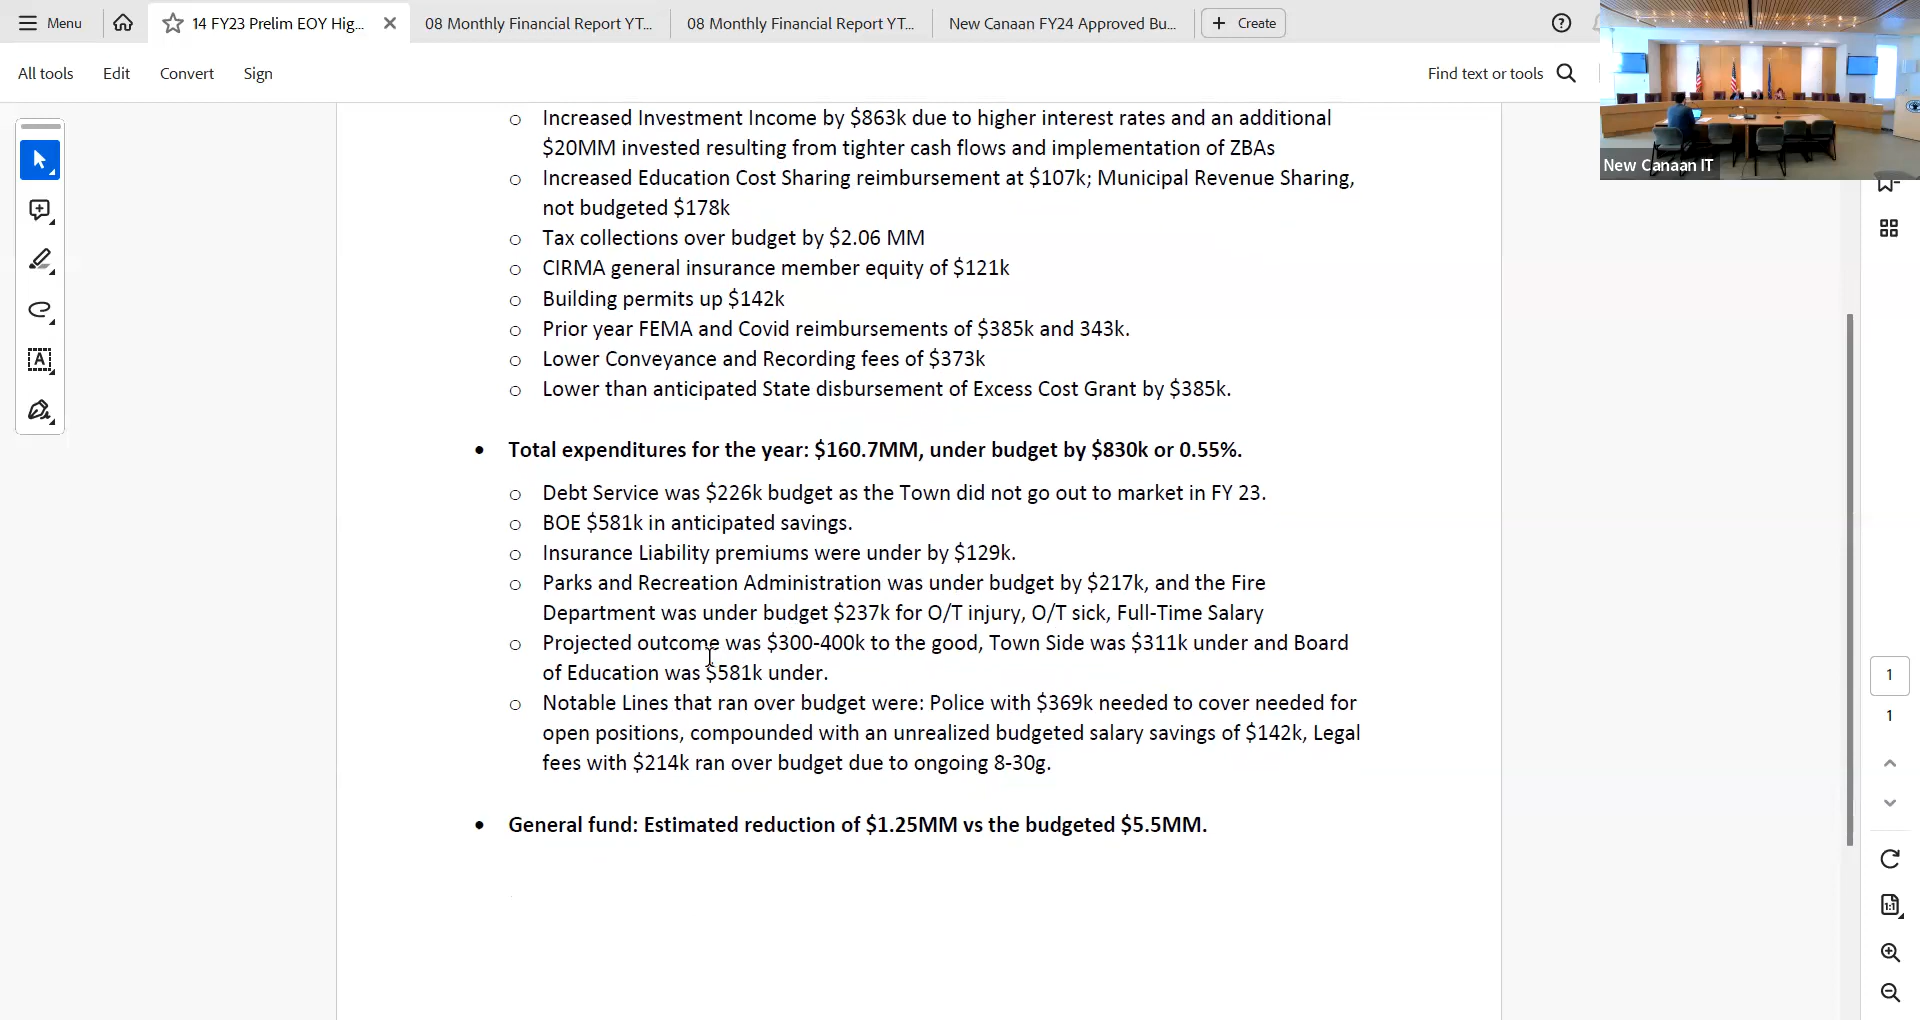 Menu
14 FY23 Prelim EOY Hig...
08 Monthly Financial Report YT...
08 Monthly Financial Report YT...
New Canaan FY24 Approved Bu...
+ Create
All tools
Edit
Convert
Sign
Find text or tools
New Canaan IT
o Increased Investment Income by $863k due to higher interest rates and an additional
$20MM invested resulting from tighter cash flows and implementation of ZBAs
o Increased Education Cost Sharing reimbursement at $107k; Municipal Revenue Sharing,
not budgeted $178k
o Tax collections over budget by $2.06 MM
o CIRMA general insurance member equity of $121k
o Building permits up $142k
o Prior year FEMA and Covid reimbursements of $385k and 343k.
o Lower Conveyance and Recording fees of $373k
o Lower than anticipated State disbursement of Excess Cost Grant by $385k.
• Total expenditures for the year: $160.7MM, under budget by $830k or 0.55%.
o Debt Service was $226k budget as the Town did not go out to market in FY 23.
o BOE $581k in anticipated savings.
o Insurance Liability premiums were under by $129k.
o Parks and Recreation Administration was under budget by $217k, and the Fire
Department was under budget $237k for O/T injury, O/T sick, Full-Time Salary
o Projected outcome was $300-400k to the good, Town Side was $311k under and Board
of Education was $581k under.
o Notable Lines that ran over budget were: Police with $369k needed to cover needed for
open positions, compounded with an unrealized budgeted salary savings of $142k, Legal
fees with $214k ran over budget due to ongoing 8-30g.
• General fund: Estimated reduction of $1.25MM vs the budgeted $5.5MM.
1
1
1:1